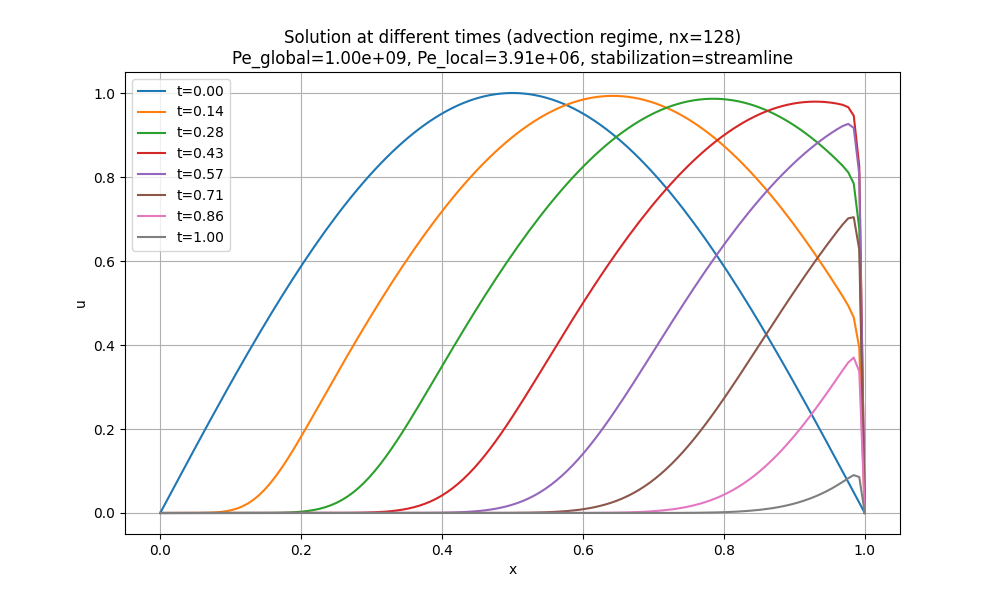 Solution at different times (advection regime, nx=128)
Pe_global=1.00e+09, Pe_local=3.91e+06, stabilization=streamline
t=0.00
t=0.14
t=0.28
t=0.43
t=0.57
t=0.71
t=0.86
t=1.00
u
1.0
0.8
0.6
0.4
0.2
0.0
0.0 0.2 0.4 0.6 0.8 1.0
x